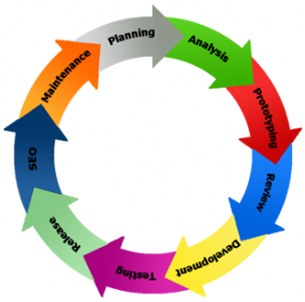 Planning
Analysis
Prototyping
Review
Development
Testing
Release
SEO
Maintenance